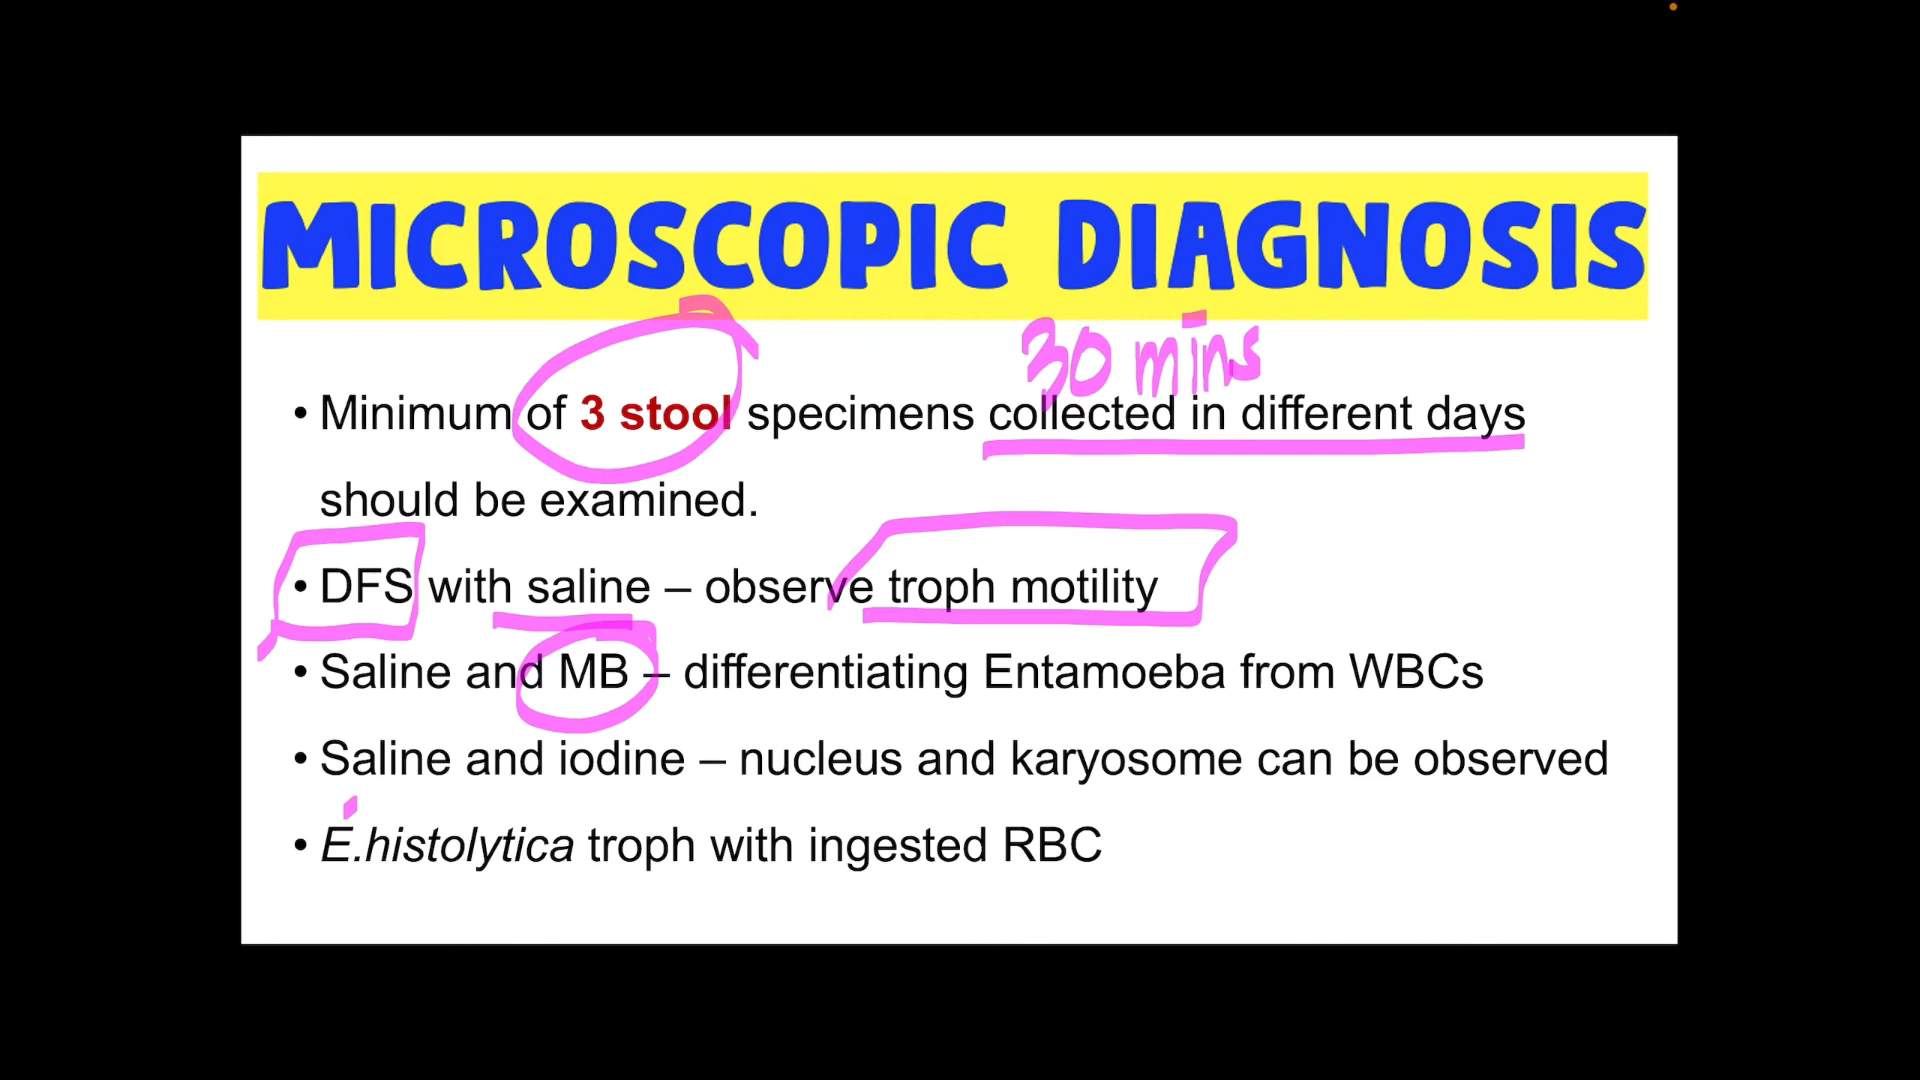 MICROSCOPIC DIAGNOSIS
30 mins
• Minimum of 3 stool specimens collected in different days
should be examined.
• DFS with saline – observe troph motility
• Saline and MB – differentiating Entamoeba from WBCs
• Saline and iodine – nucleus and karyosome can be observed
• E.histolytica troph with ingested RBC